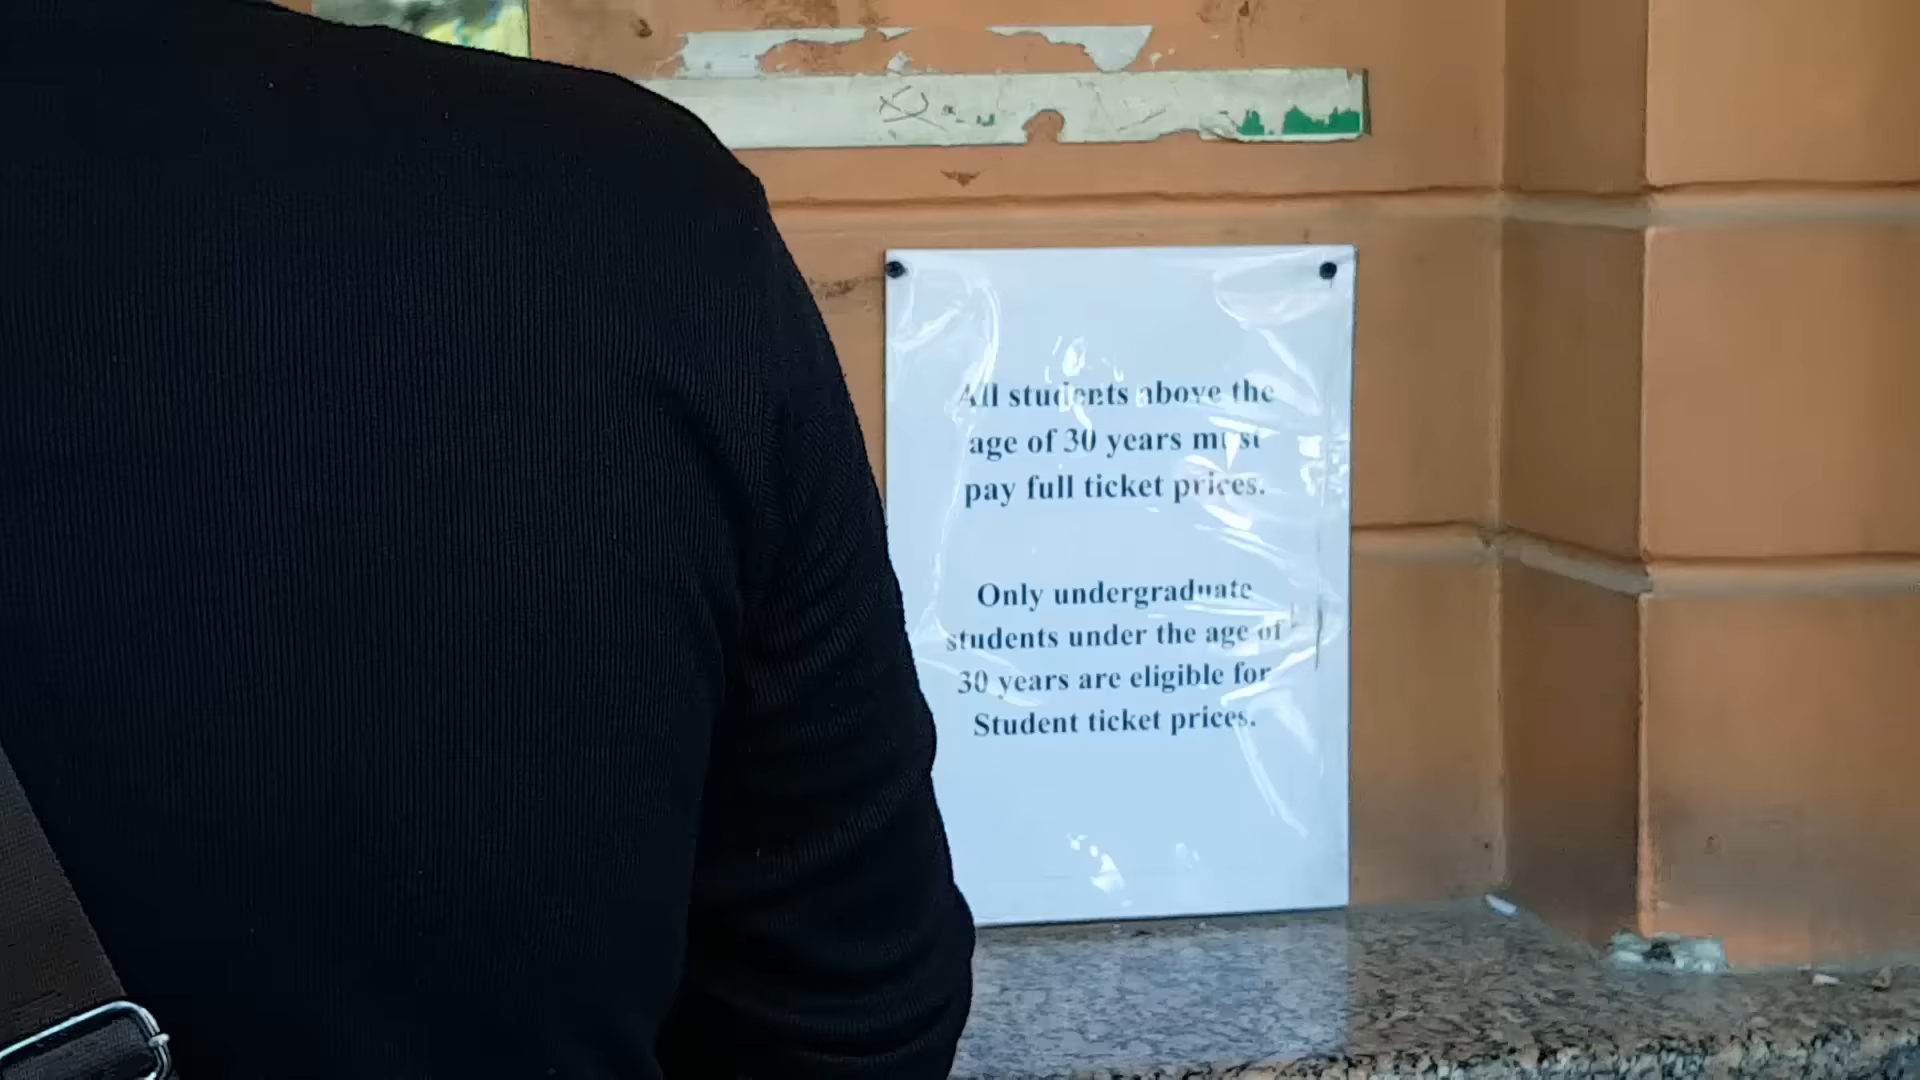 All students above the
age of 30 years must
pay full ticket prices.
Only undergraduate
students under the age of
30 years are eligible for
Student ticket prices.